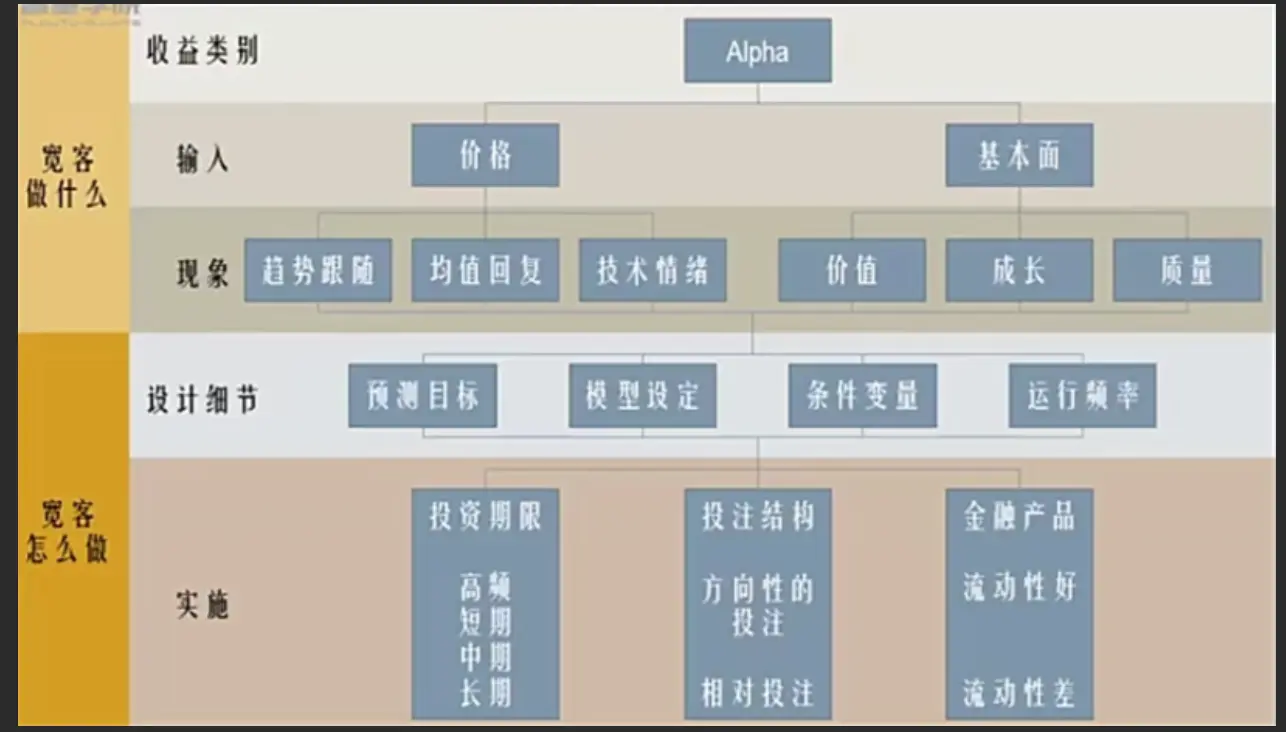 收益类别
Alpha
宽客
做什么
输入
价格
基本面
现象
趋势跟随
均值回复
技术情绪
价值
成长
质量
设计细节
预测目标
模型设定
条件变量
运行频率
宽客
怎么做
实施
投资期限
高频
短期
中期
长期
投注结构
方向性的
投注
相对投注
金融产品
流动性好
流动性差